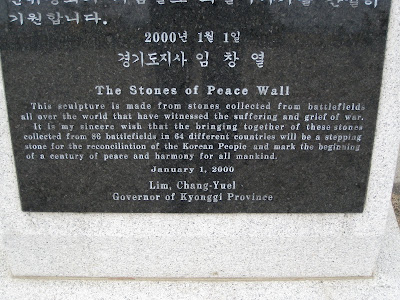 기원합니다.
2000년 1월 1일
경기도지사 임 창 열
The Stones of Peace Wall
This sculpture is made from stones collected from battlefields
all over the world that have witnessed the suffering and grief of war.
It is my sincere wish that the bringing together of these stones
collected from 86 battlefields in 64 different countries will be a stepping
stone for the reconciliation of the Korean People and mark the beginning
of a century of peace and harmony for all mankind.
January 1, 2000
Lim, Chang-Yuel
Governor of Kyonggi Province